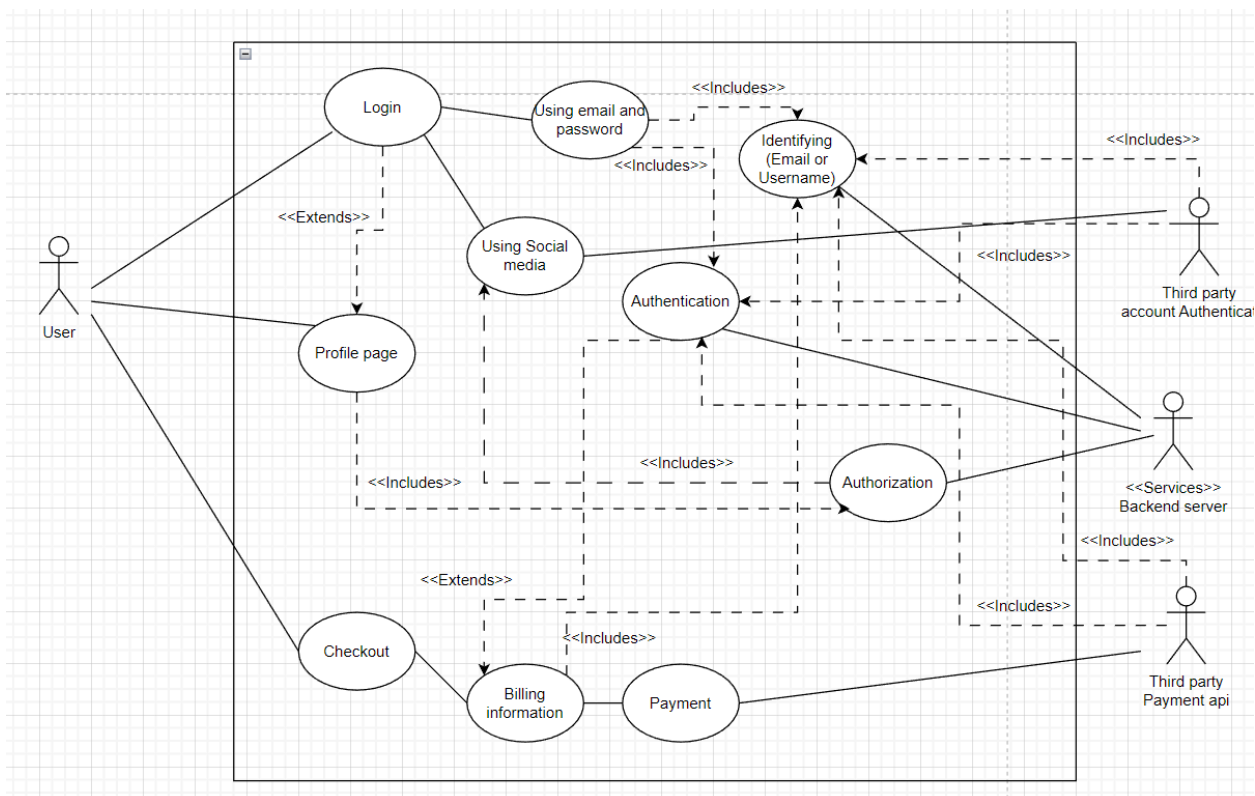 <<Includes>>
Login
Using email and
password
<<Includes>>
Identifying
(Email or
Username)
<<Includes>>
<<Extends>>
Using Social
media
<<Includes>>
User
Authentication
Third party
account Authenticat
Profile page
<<Includes>>
<<Includes>>
Authorization
<<Services>>
Backend server
<<Includes>>
<<Extends>>
<<Includes>>
<<Includes>>
Checkout
Billing
information
Payment
Third party
Payment api